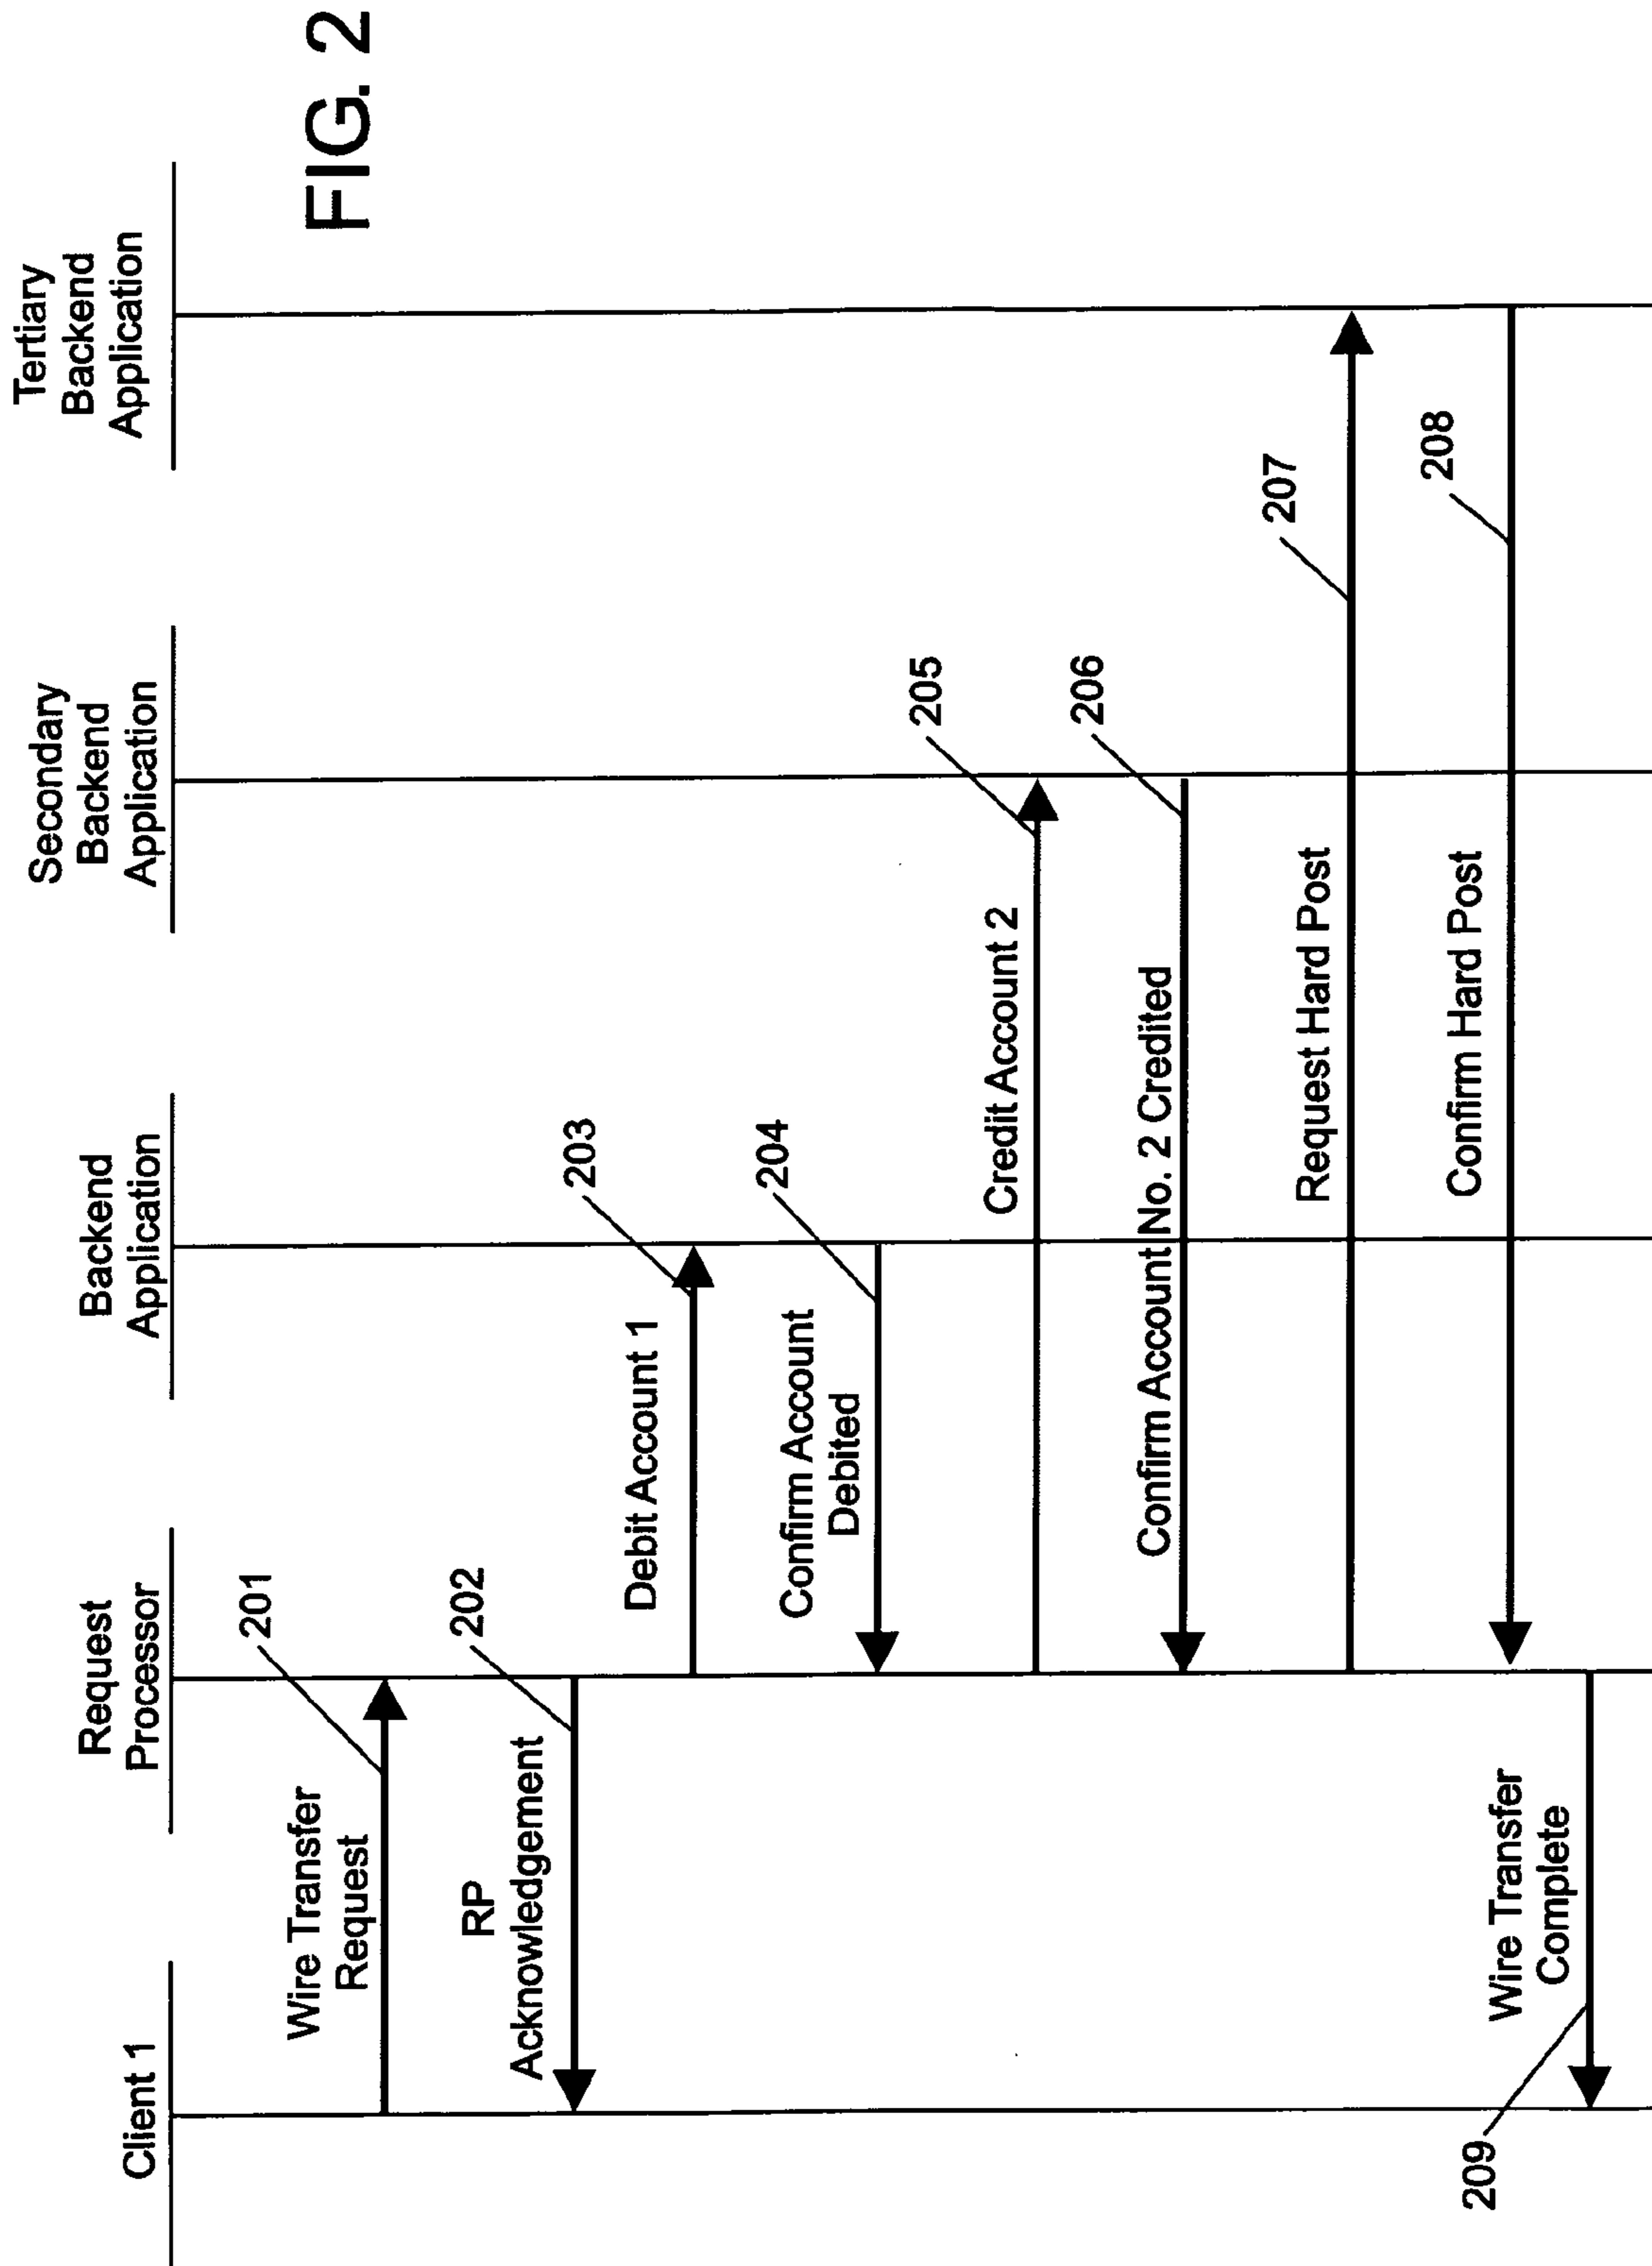 FIG. 2
Client 1
Request
Processor
Backend
Application
Secondary
Backend
Application
Tertiary
Backend
Application
Wire Transfer
Request
201
RP
Acknowledgement
202
Debit Account 1
203
Confirm Account
Debited
204
Credit Account 2
205
Confirm Account No. 2 Credited
206
Request Hard Post
207
Confirm Hard Post
208
Wire Transfer
Complete
209